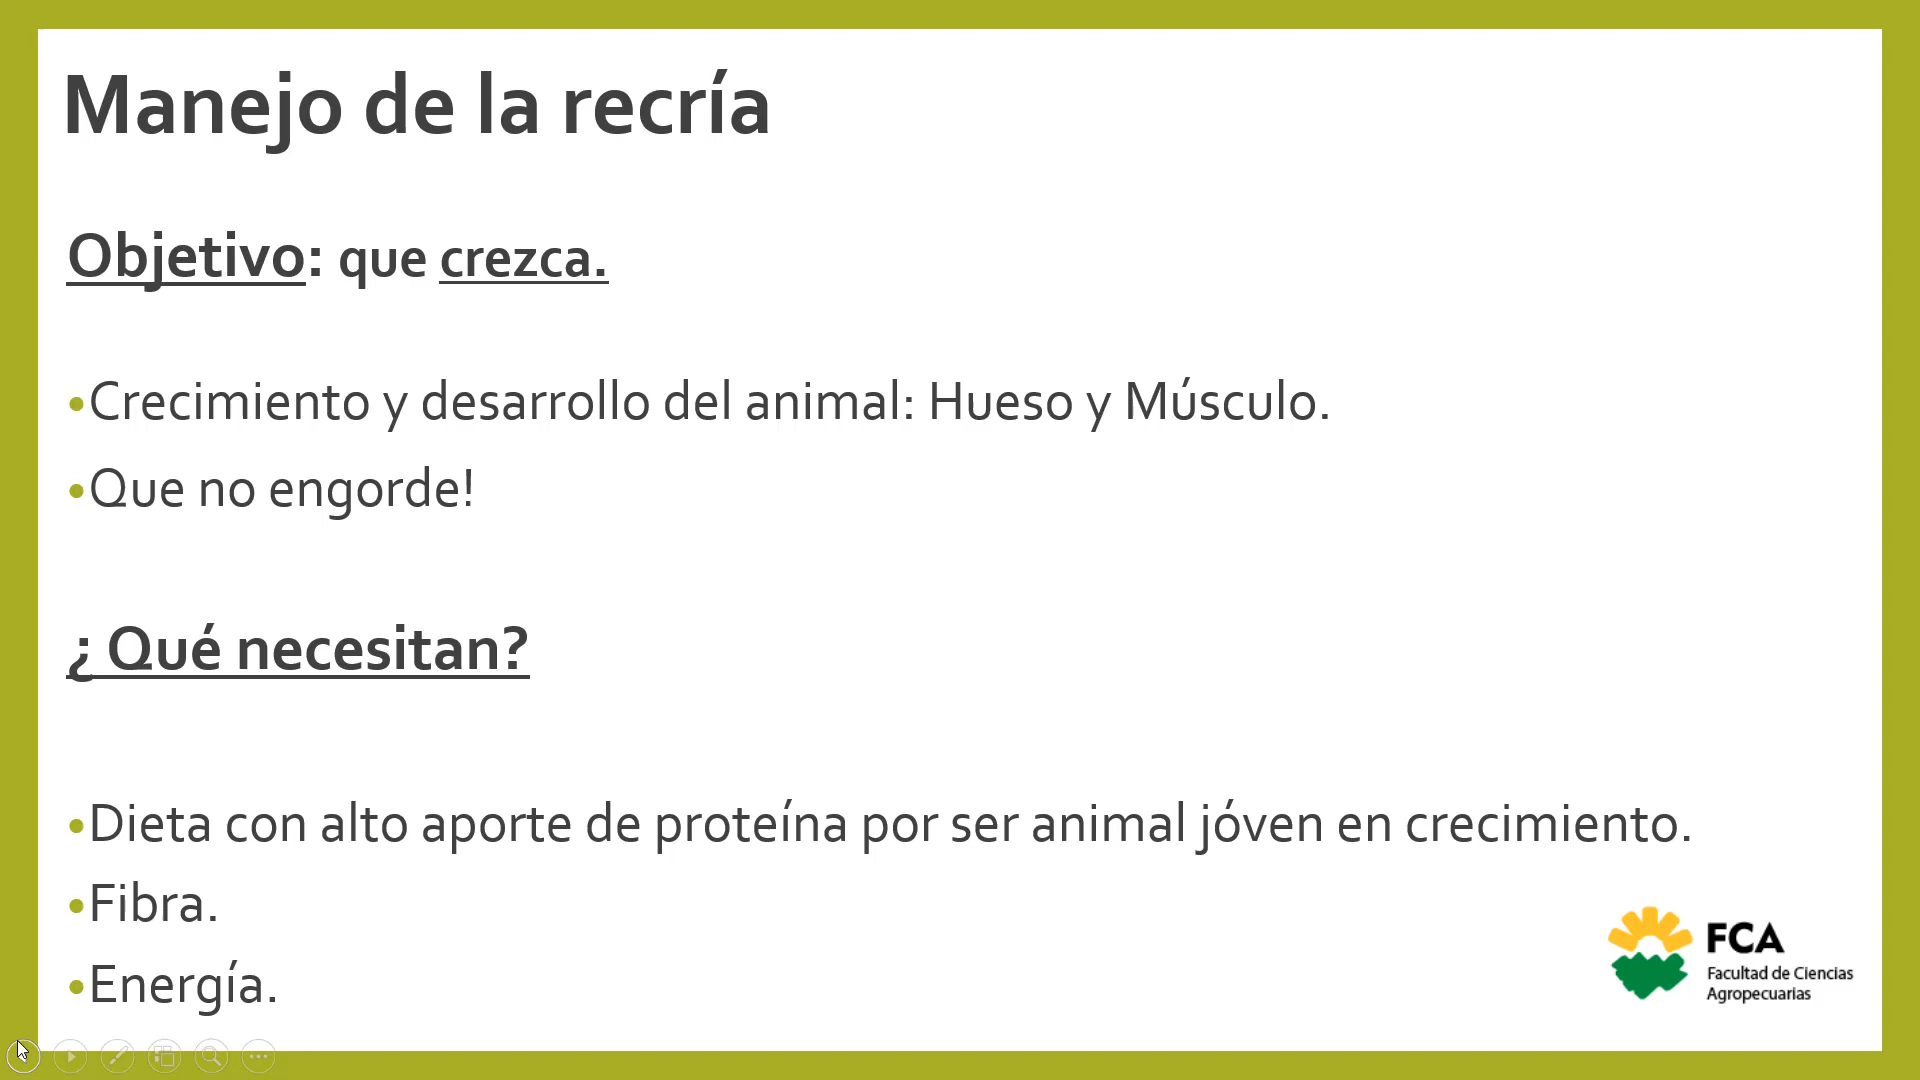 Manejo de la recría
Objetivo: que crezca.
•Crecimiento y desarrollo del animal: Hueso y Músculo.
•Que no engorde!
¿ Qué necesitan?
•Dieta con alto aporte de proteína por ser animal jóven en crecimiento.
•Fibra.
•Energía.
FCA
Facultad de Ciencias
Agropecuarias